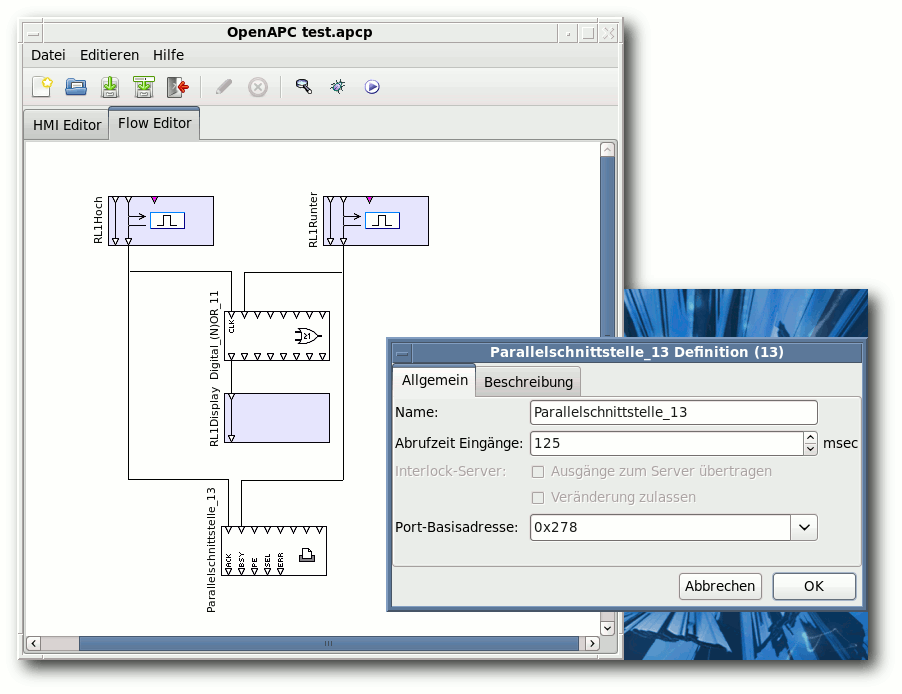 OpenAPC test.apcp
Datei Editieren Hilfe
HMI Editor Flow Editor
RL1Hoch
RL1Runter
Digital_(N)OR_11
CLK
≥1
RL1Display
Parallelschnittstelle_13
ACK BSY PE SEL ERR
Parallelschnittstelle_13 Definition (13)
Allgemein Beschreibung
Name: Parallelschnittstelle_13
Abrufzeit Eingänge: 125 msec
Interlock-Server: Ausgänge zum Server übertragen
Veränderung zulassen
Port-Basisadresse: 0x278
Abbrechen OK